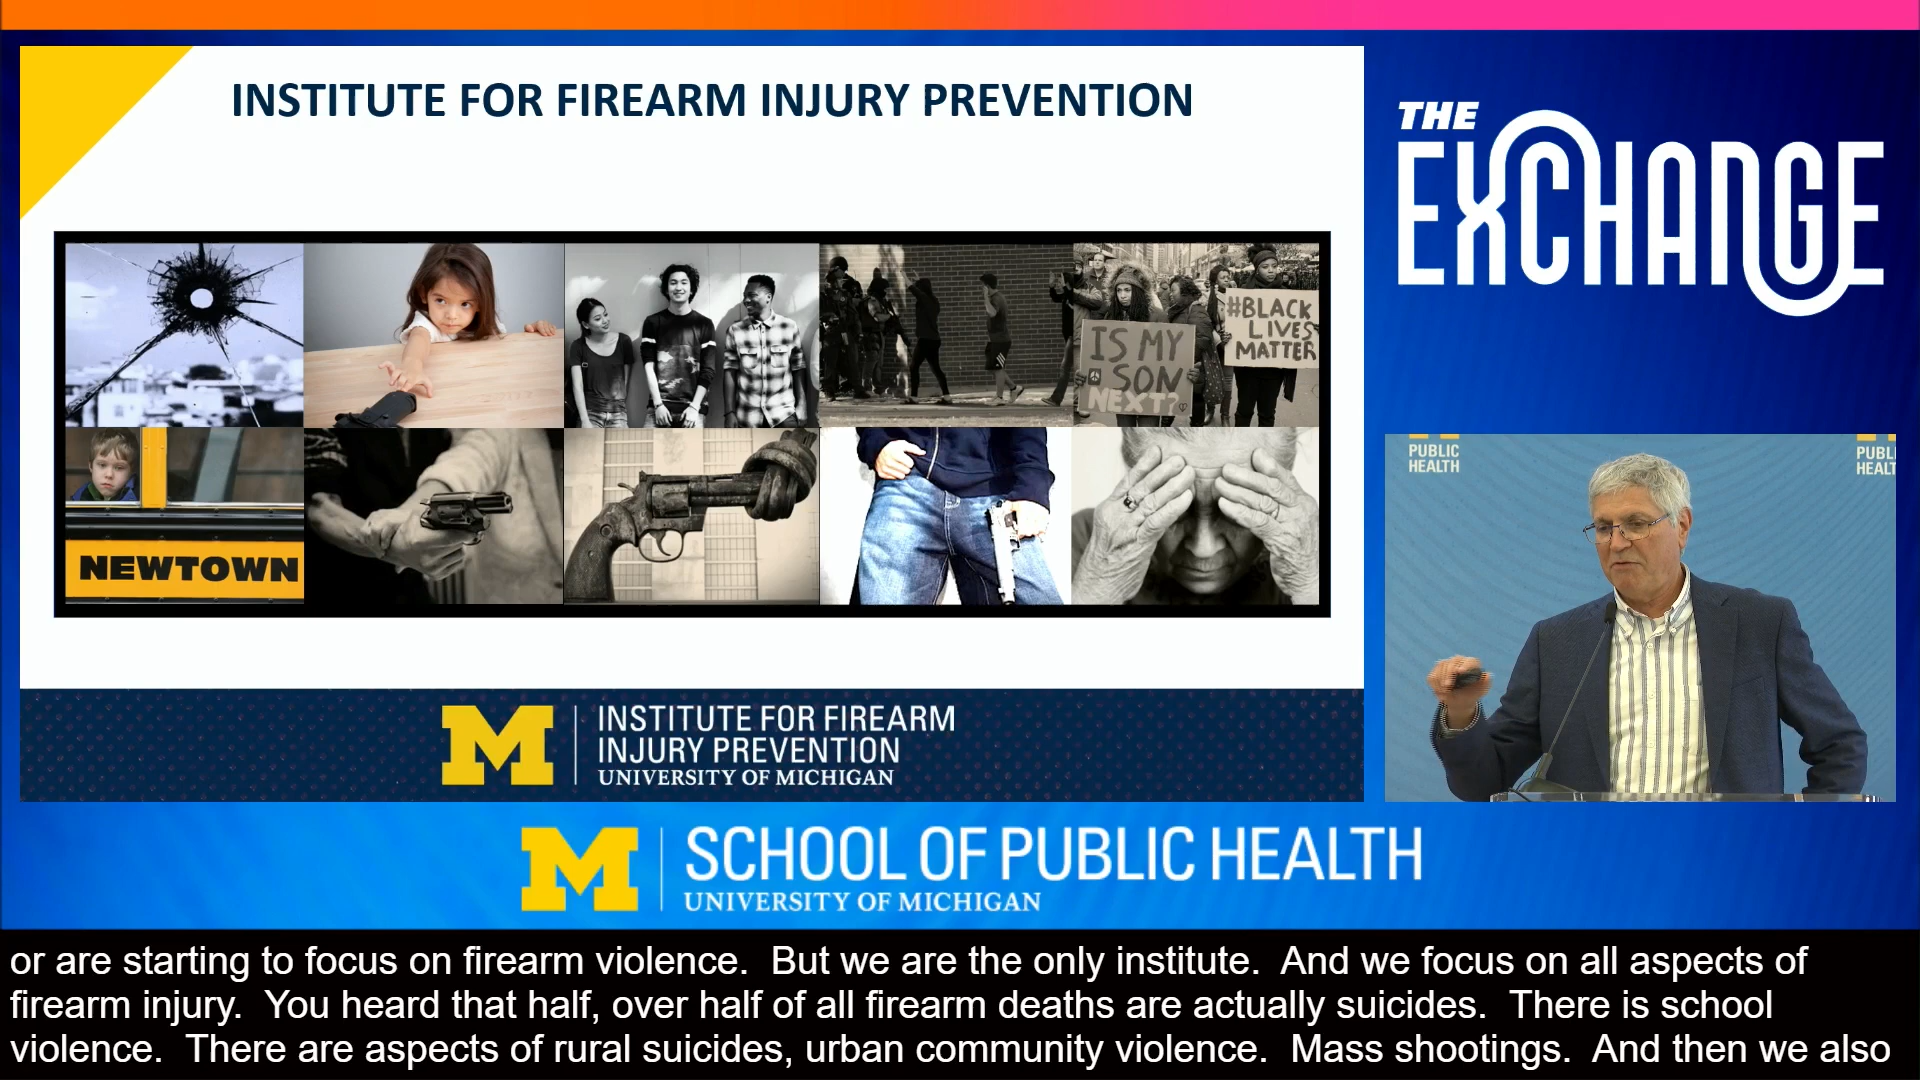 INSTITUTE FOR FIREARM INJURY PREVENTION
THE
EXCHANGE
#BLACK
LIVES
MATTER
IS MY
SON
NEXT?
NEWTOWN
PUBLIC
HEALTH
PUBLI
HEALT
INSTITUTE FOR FIREARM
INJURY PREVENTION
UNIVERSITY OF MICHIGAN
M
SCHOOL OF PUBLIC HEALTH
UNIVERSITY OF MICHIGAN
M
or are starting to focus on firearm violence.  But we are the only institute.  And we focus on all aspects of
firearm injury.  You heard that half, over half of all firearm deaths are actually suicides.  There is school
violence.  There are aspects of rural suicides, urban community violence.  Mass shootings.  And then we also